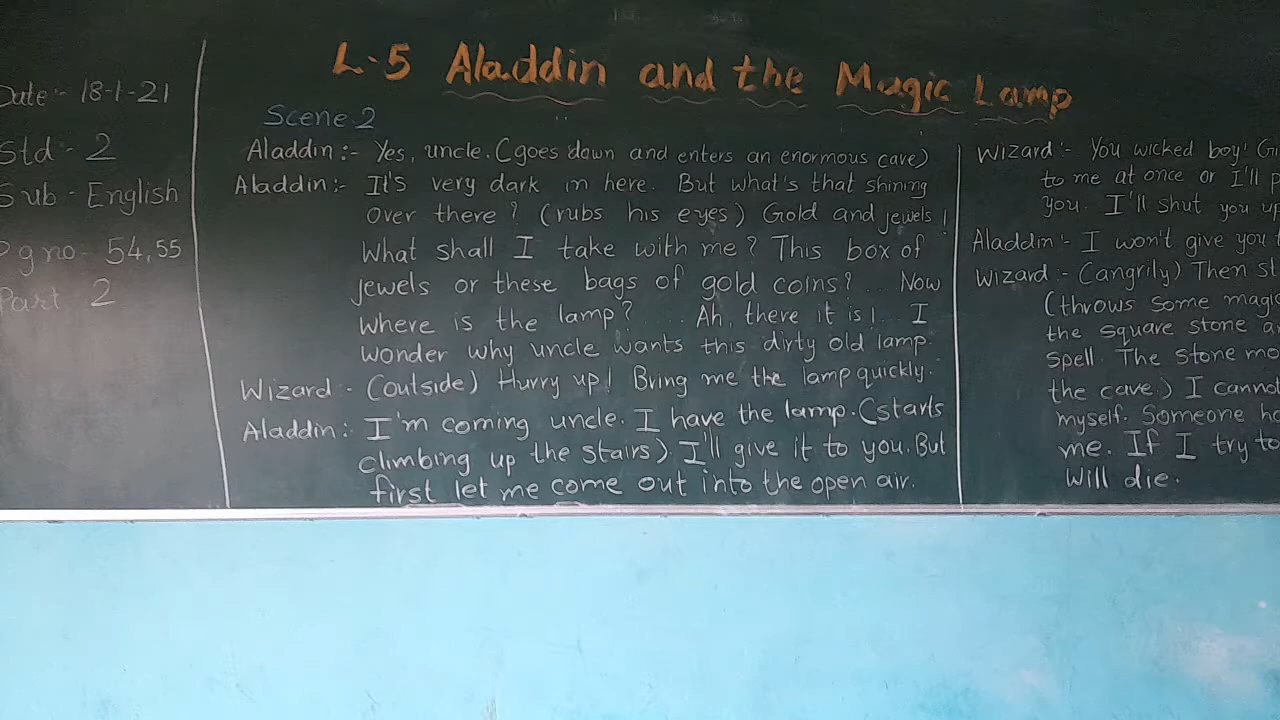 L-5 Aladdin and the Magic Lamp
Date:- 18-1-21
Std - 2
Sub - English
Pg no - 54,55
Part 2
Scene.2
Aladdin:- Yes, uncle. (goes down and enters an enormous cave)
Aladdin:- It's very dark in here. But what's that shining
over there? (rubs his eyes) Gold and jewels!
What shall I take with me? This box of
jewels or these bags of gold coins? .. Now
where is the lamp? ... Ah, there it is! .. I
wonder why uncle wants this dirty old lamp.
Wizard:- (outside) Hurry up! Bring me the lamp quickly.
Aladdin:- I'm coming uncle. I have the lamp. (starts
climbing up the stairs) I'll give it to you. But
first let me come out into the open air.
Wizard:- You wicked boy!
to me at once or I'll
you. I'll shut you up
Aladdin:- I won't give you
Wizard:- (angrily) Then
(throws some
the square stone
spell. The stone
the cave.) I
myself. Someone
me. If I try to
will die.